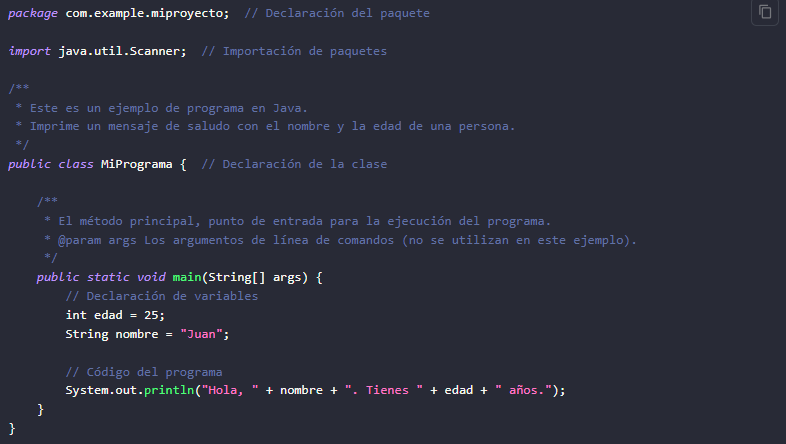 package com.example.miproyecto;  // Declaración del paquete
import java.util.Scanner;  // Importación de paquetes
/**
 * Este es un ejemplo de programa en Java.
 * Imprime un mensaje de saludo con el nombre y la edad de una persona.
 */
public class MiPrograma {  // Declaración de la clase
    /**
     * El método principal, punto de entrada para la ejecución del programa.
     * @param args Los argumentos de línea de comandos (no se utilizan en este ejemplo).
     */
    public static void main(String[] args) {
        // Declaración de variables
        int edad = 25;
        String nombre = "Juan";
        // Código del programa
        System.out.println("Hola, " + nombre + ". Tienes " + edad + " años.");
    }
}